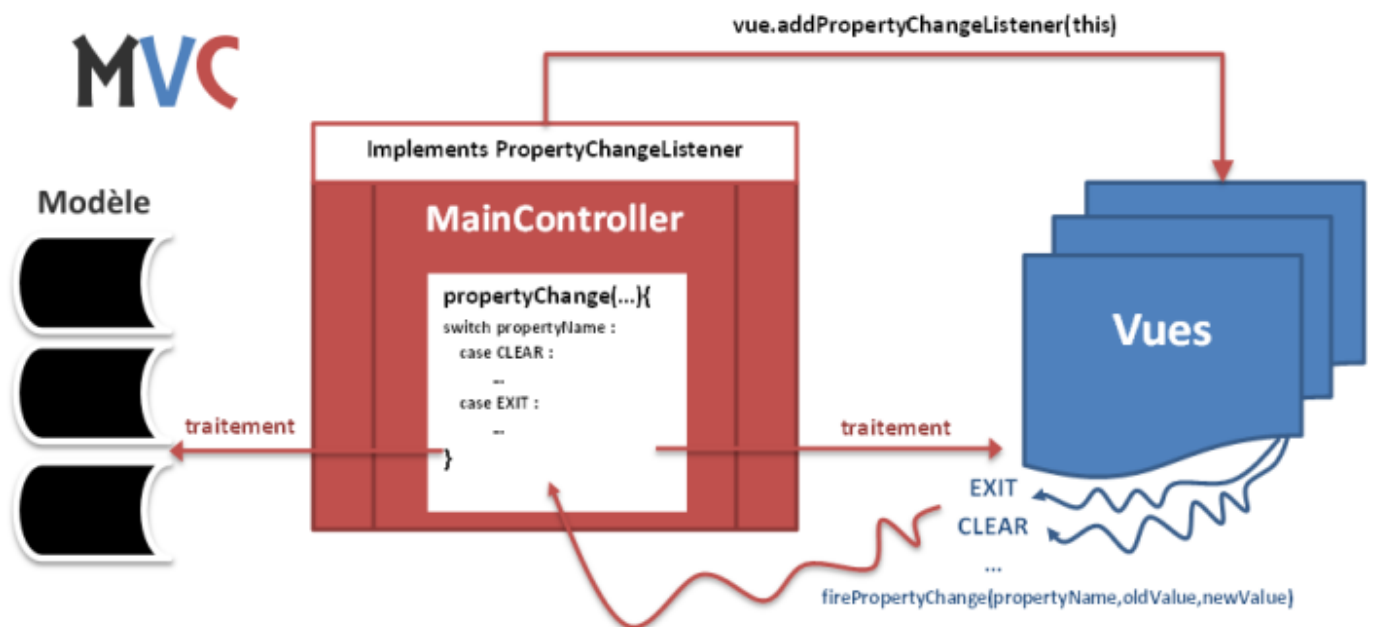 MVC
vue.addPropertyChangeListener(this)
Implements PropertyChangeListener
Modèle
MainController
propertyChange(...){
switch propertyName :
case CLEAR :
...
case EXIT :
...
}
traitement
traitement
Vues
EXIT
CLEAR
...
firePropertyChange(propertyName,oldValue,newValue)